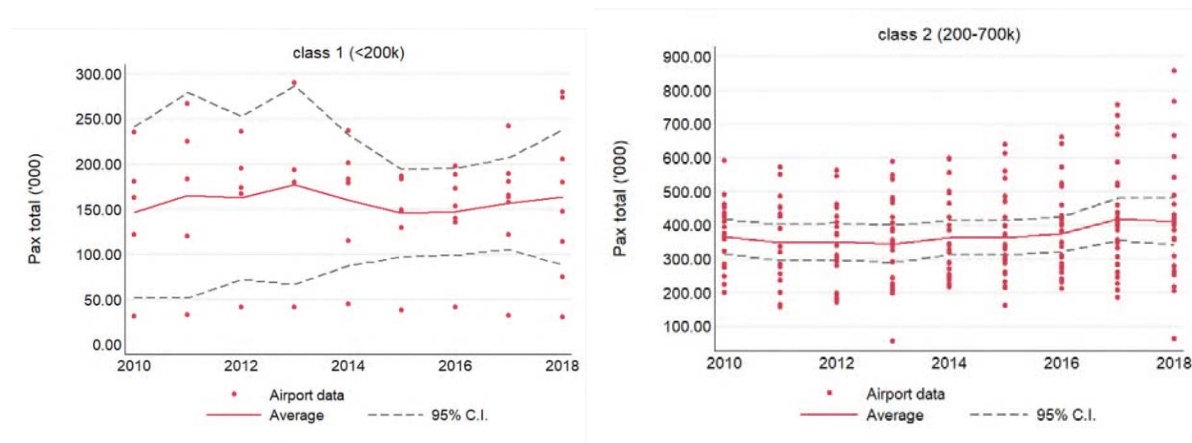 class 1 (<200k)
300.00
250.00
200.00
150.00
100.00
50.00
0.00
Pax total ('000)
2010 2012 2014 2016 2018
Airport data
Average 95% C.I.
class 2 (200-700k)
900.00
800.00
700.00
600.00
500.00
400.00
300.00
200.00
100.00
Pax total ('000)
2010 2012 2014 2016 2018
Airport data
Average 95% C.I.